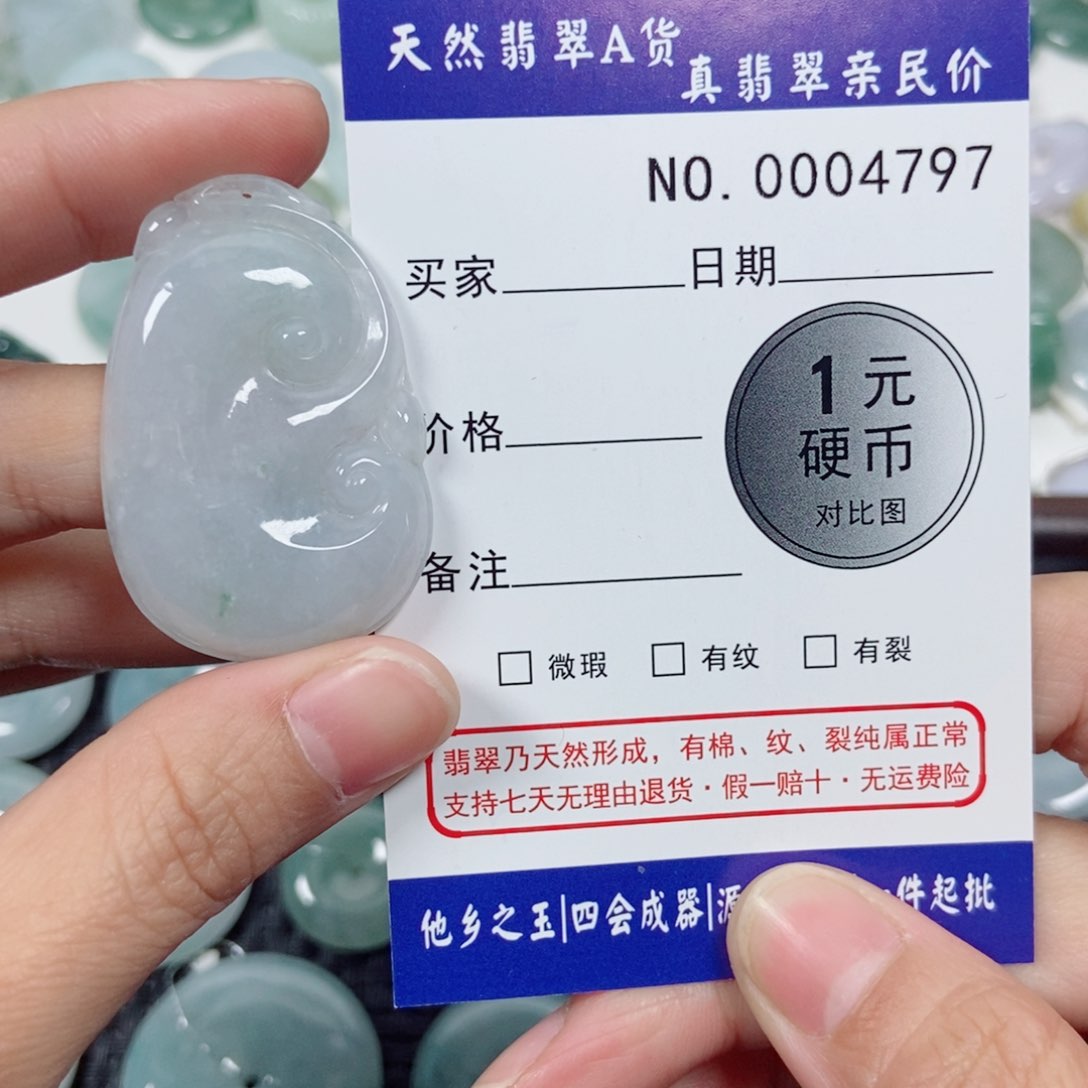 天然翡翠A货
真翡翠亲民价
NO. 0004797
买家 日期
1元
硬币
对比图
价格
备注
微瑕 有纹 有裂
翡翠乃天然形成，有棉、纹、裂纯属正常
支持七天无理由退货·假一赔十·无运费险
他乡之玉|四会成器|源 件起批